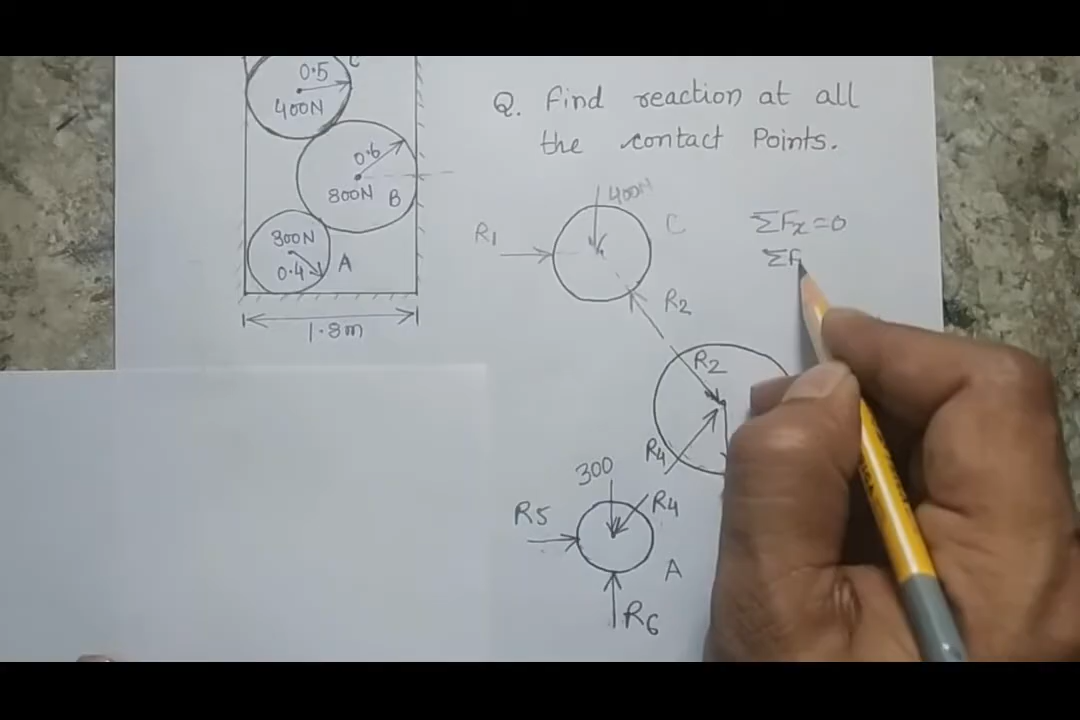 0.5
C
400N
0.6
800N B
300N
0.4 A
1.8m
Q. Find reaction at all
the contact Points.
400N
C
R1
R2
ΣFx=0
ΣF
R2
R4
300
R4
R5
A
R6